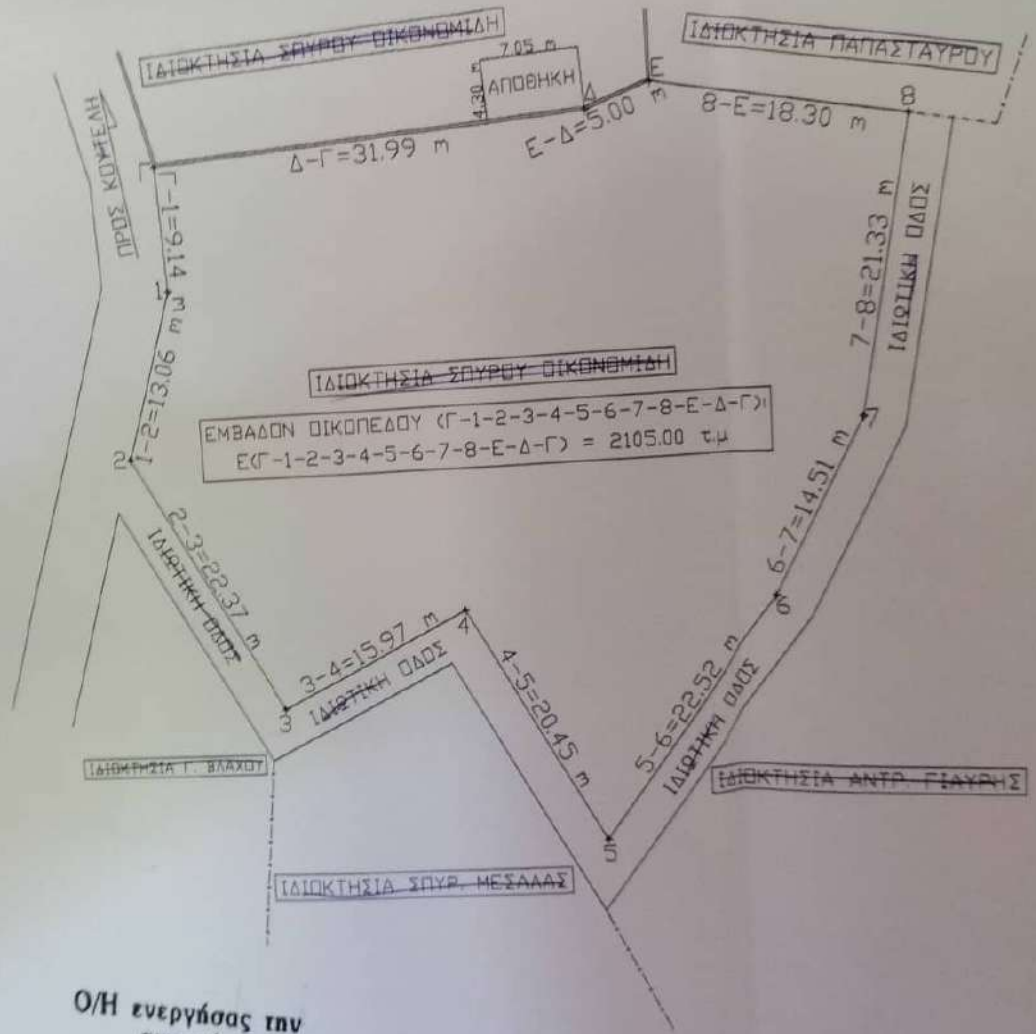 ΙΔΙΟΚΤΗΣΙΑ ΣΠΥΡΟΥ ΟΙΚΟΝΟΜΙΔΗ
ΙΔΙΟΚΤΗΣΙΑ ΠΑΠΑΣΤΑΥΡΟΥ
7.05 m
4.30 m
ΑΠΟΘΗΚΗ
Δ
Ε
8
Δ-Γ=31.99 m
Ε-Δ=5.00 m
8-Ε=18.30 m
ΠΡΟΣ
Γ
Γ-1=9.14 m
1
1-2=13.06 m
2
7-8=21.33 m
ΙΔΙΩΤΙΚΗ ΟΔΟΣ
7
ΙΔΙΟΚΤΗΣΙΑ ΣΠΥΡΟΥ ΟΙΚΟΝΟΜΙΔΗ
ΕΜΒΑΔΟΝ ΟΙΚΟΠΕΔΟΥ (Γ-1-2-3-4-5-6-7-8-Ε-Δ-Γ):
Ε(Γ-1-2-3-4-5-6-7-8-Ε-Δ-Γ) = 2105.00 τ.μ
2-3=22.37 m
ΙΔΙΩΤΙΚΗ ΟΔΟΣ
6-7=14.51 m
6
3-4=15.97 m
4
3
ΙΔΙΩΤΙΚΗ ΟΔΟΣ
4-5=20.45 m
5-6=22.52 m
ΙΔΙΩΤΙΚΗ ΟΔΟΣ
5
ΙΔΙΟΚΤΗΣΙΑ Γ. ΒΛΑΧΟΥ
ΙΔΙΟΚΤΗΣΙΑ ΑΝΤΡ. ΓΙΑΥΡΗΣ
ΙΔΙΟΚΤΗΣΙΑ ΣΠΥΡ. ΜΕΣΑΛΑΣ
Ο/Η ενεργήσας την